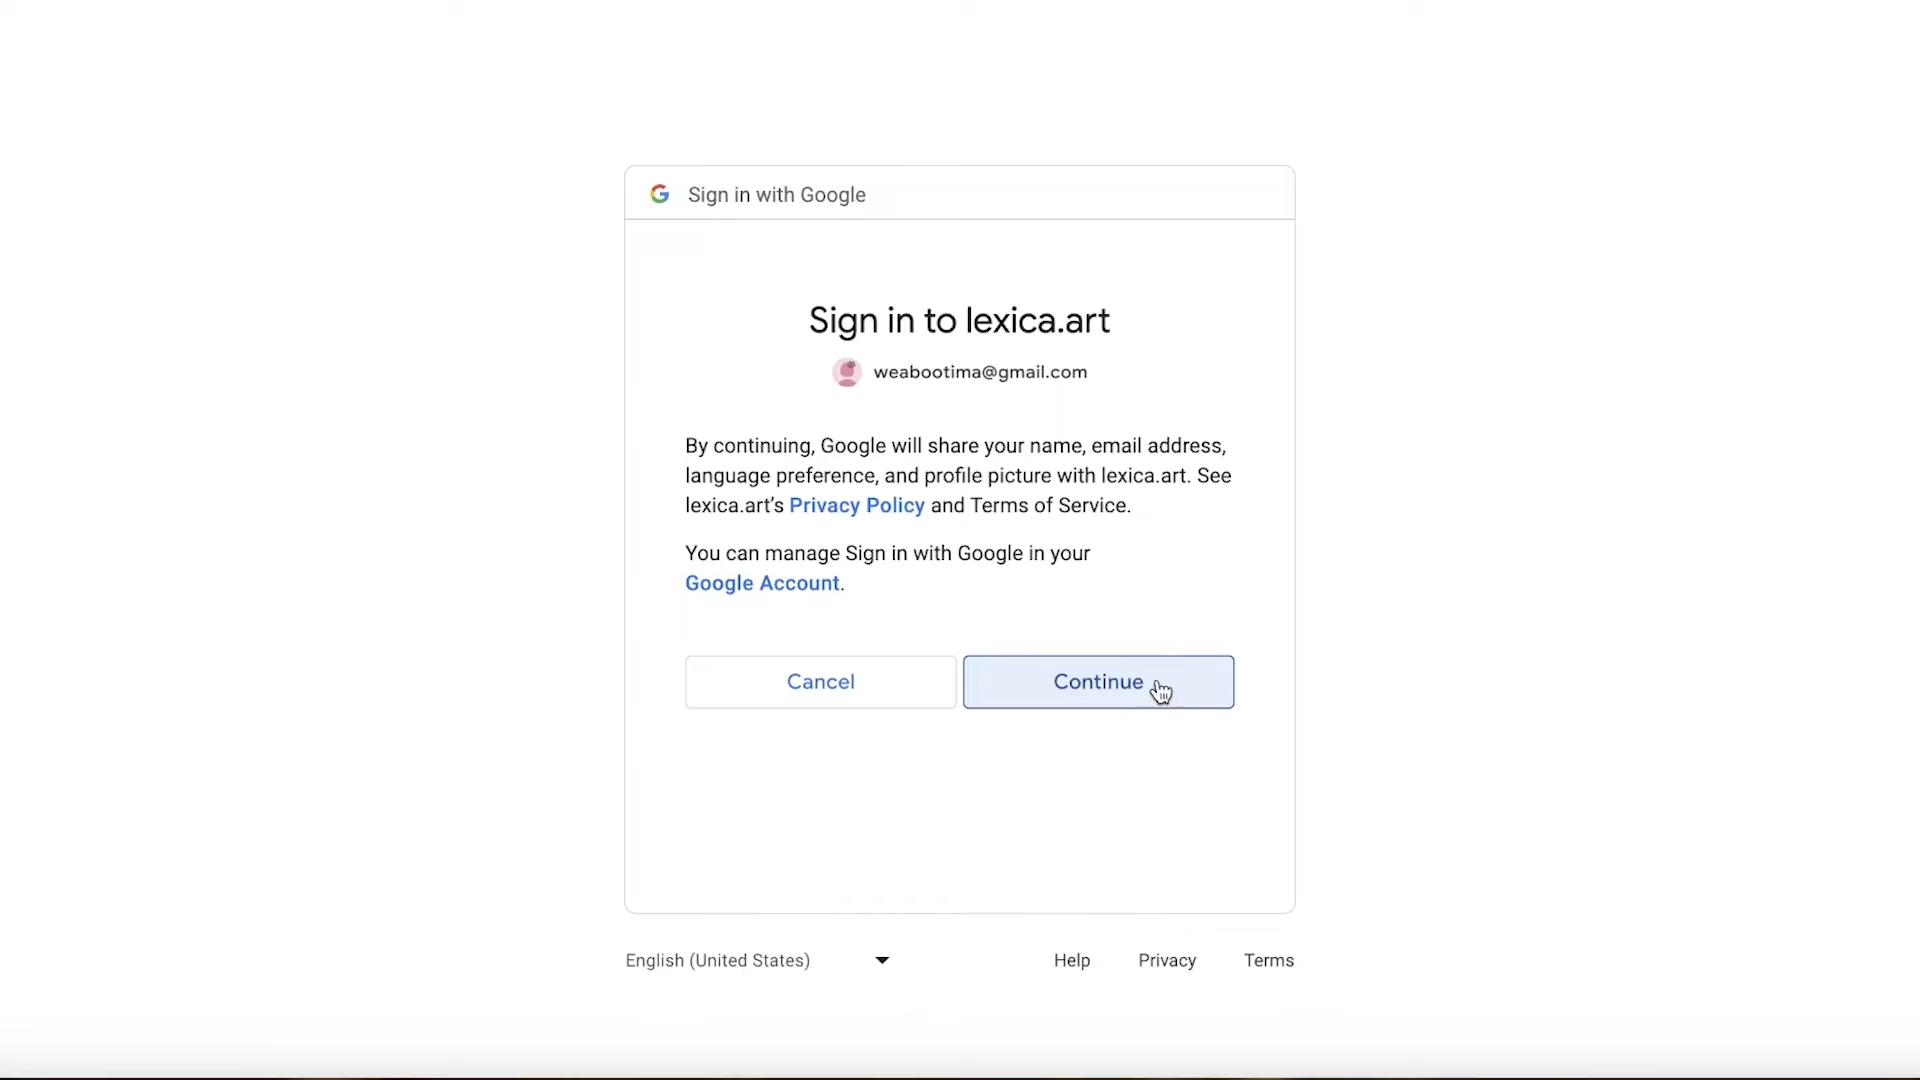 Sign in with Google
Sign in to lexica.art
weabootima@gmail.com
By continuing, Google will share your name, email address,
language preference, and profile picture with lexica.art. See
lexica.art’s Privacy Policy and Terms of Service.
You can manage Sign in with Google in your
Google Account.
Cancel
Continue
English (United States)
Help
Privacy
Terms